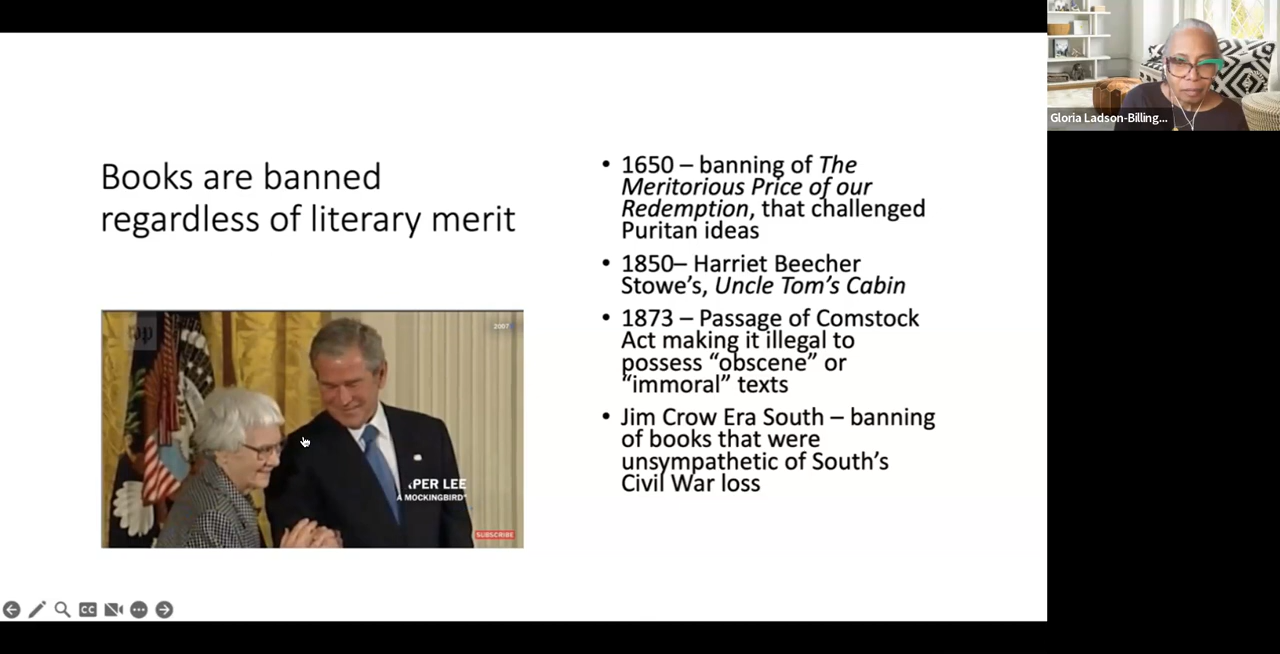 Books are banned
regardless of literary merit
wp
2007
PER LEE
A MOCKINGBIRD"
SUBSCRIBE
• 1650 – banning of The
Meritorious Price of our
Redemption, that challenged
Puritan ideas
• 1850– Harriet Beecher
Stowe’s, Uncle Tom’s Cabin
• 1873 – Passage of Comstock
Act making it illegal to
possess “obscene” or
“immoral” texts
• Jim Crow Era South – banning
of books that were
unsympathetic of South’s
Civil War loss
Gloria Ladson-Billing...
CC